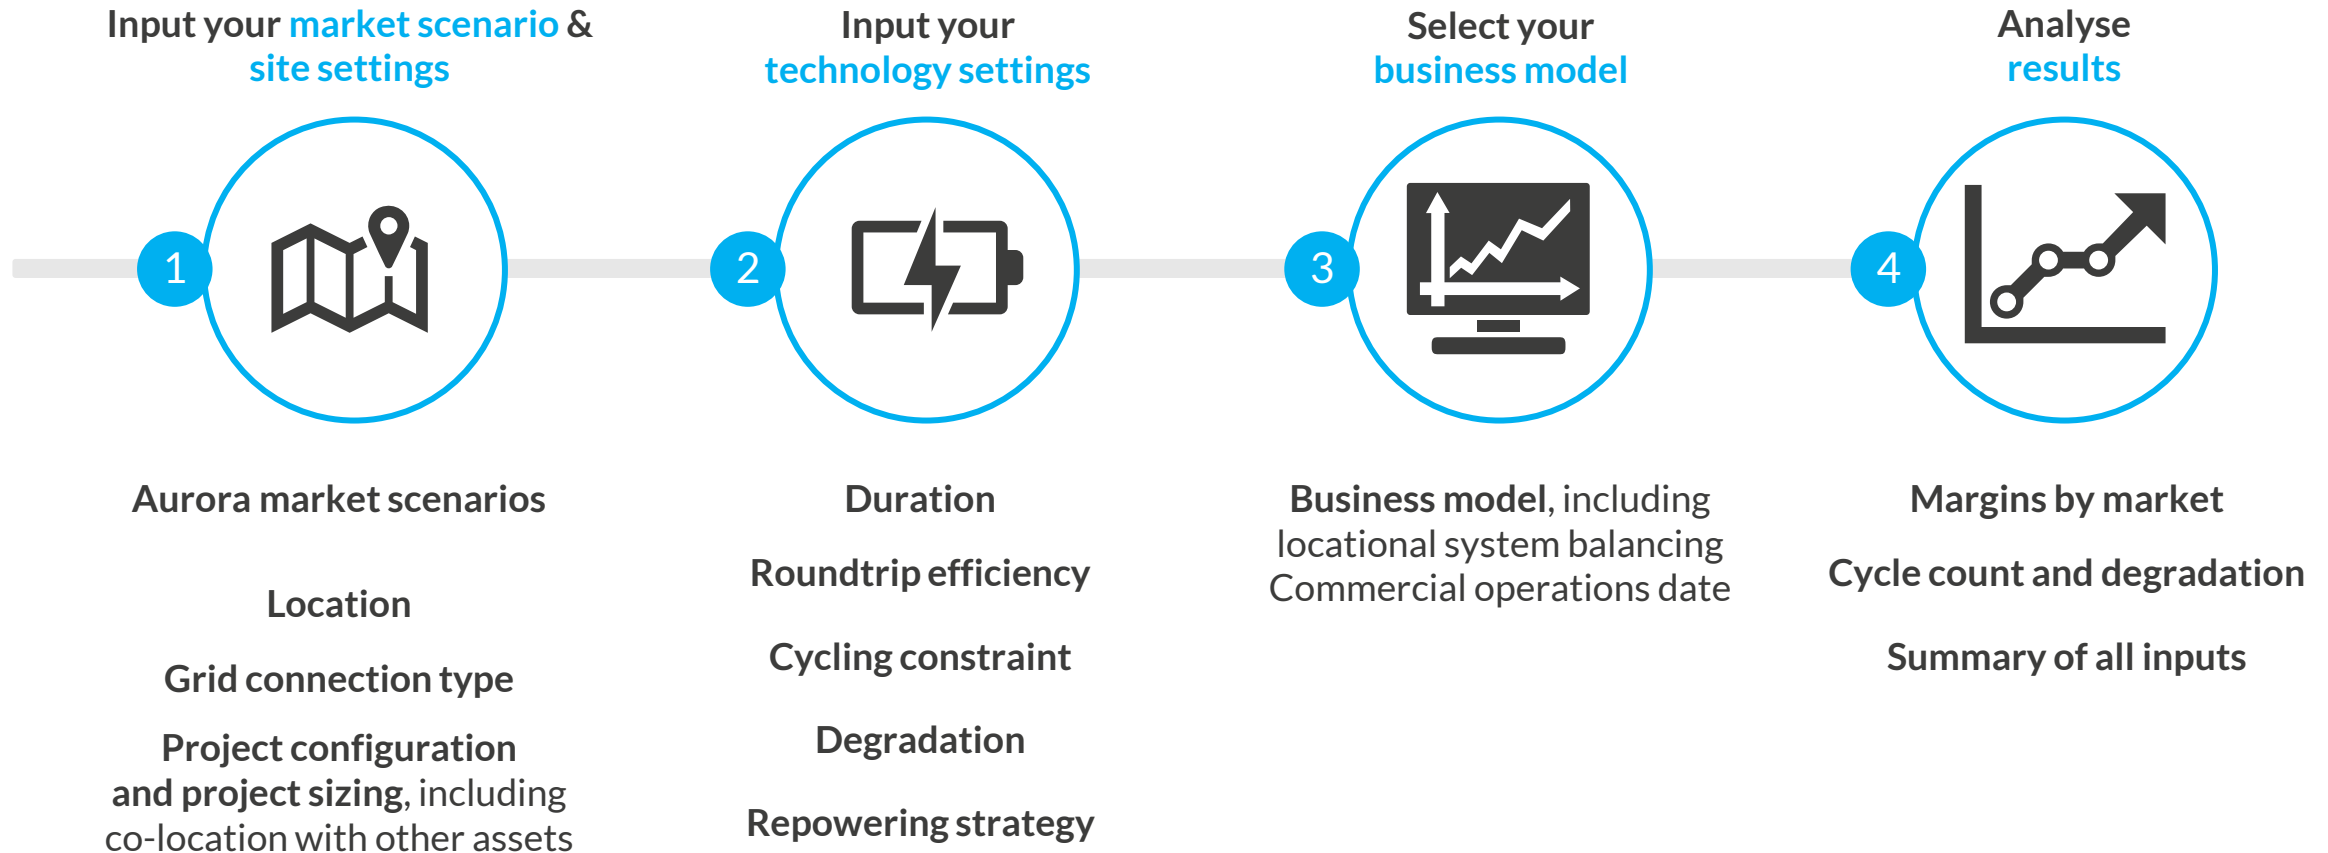 Input your market scenario &
site settings
1
Aurora market scenarios
Location
Grid connection type
Project configuration
and project sizing, including
co-location with other assets
Input your
technology settings
2
Duration
Roundtrip efficiency
Cycling constraint
Degradation
Repowering strategy
Select your
business model
3
Business model, including
locational system balancing
Commercial operations date
Analyse
results
4
Margins by market
Cycle count and degradation
Summary of all inputs